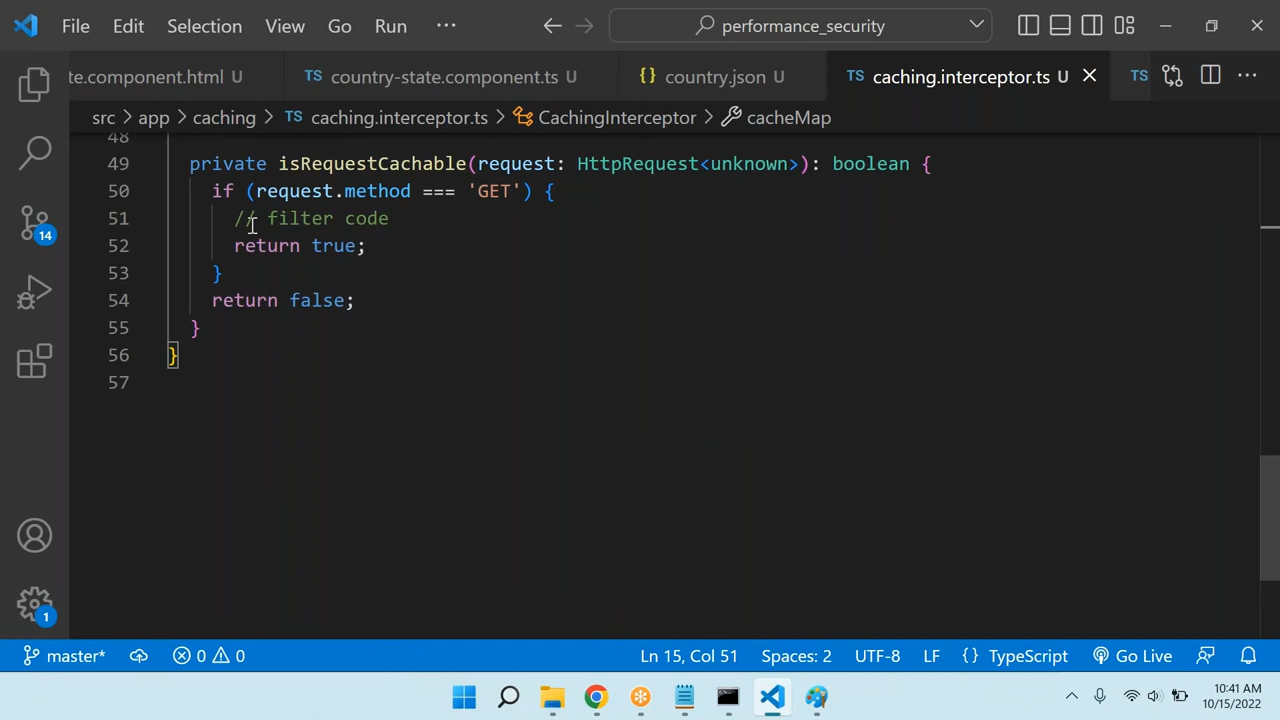 File Edit Selection View Go Run ··· performance_security
te.component.html U TS country-state.component.ts U {} country.json U TS caching.interceptor.ts U TS ···
src > app > caching > TS caching.interceptor.ts > CachingInterceptor > cacheMap
48
49 private isRequestCachable(request: HttpRequest<unknown>): boolean {
50 if (request.method === 'GET') {
51 // filter code
52 return true;
53 }
54 return false;
55 }
56 }
57
14
1
master* 0 0 Ln 15, Col 51 Spaces: 2 UTF-8 LF {} TypeScript Go Live
10:41 AM
10/15/2022